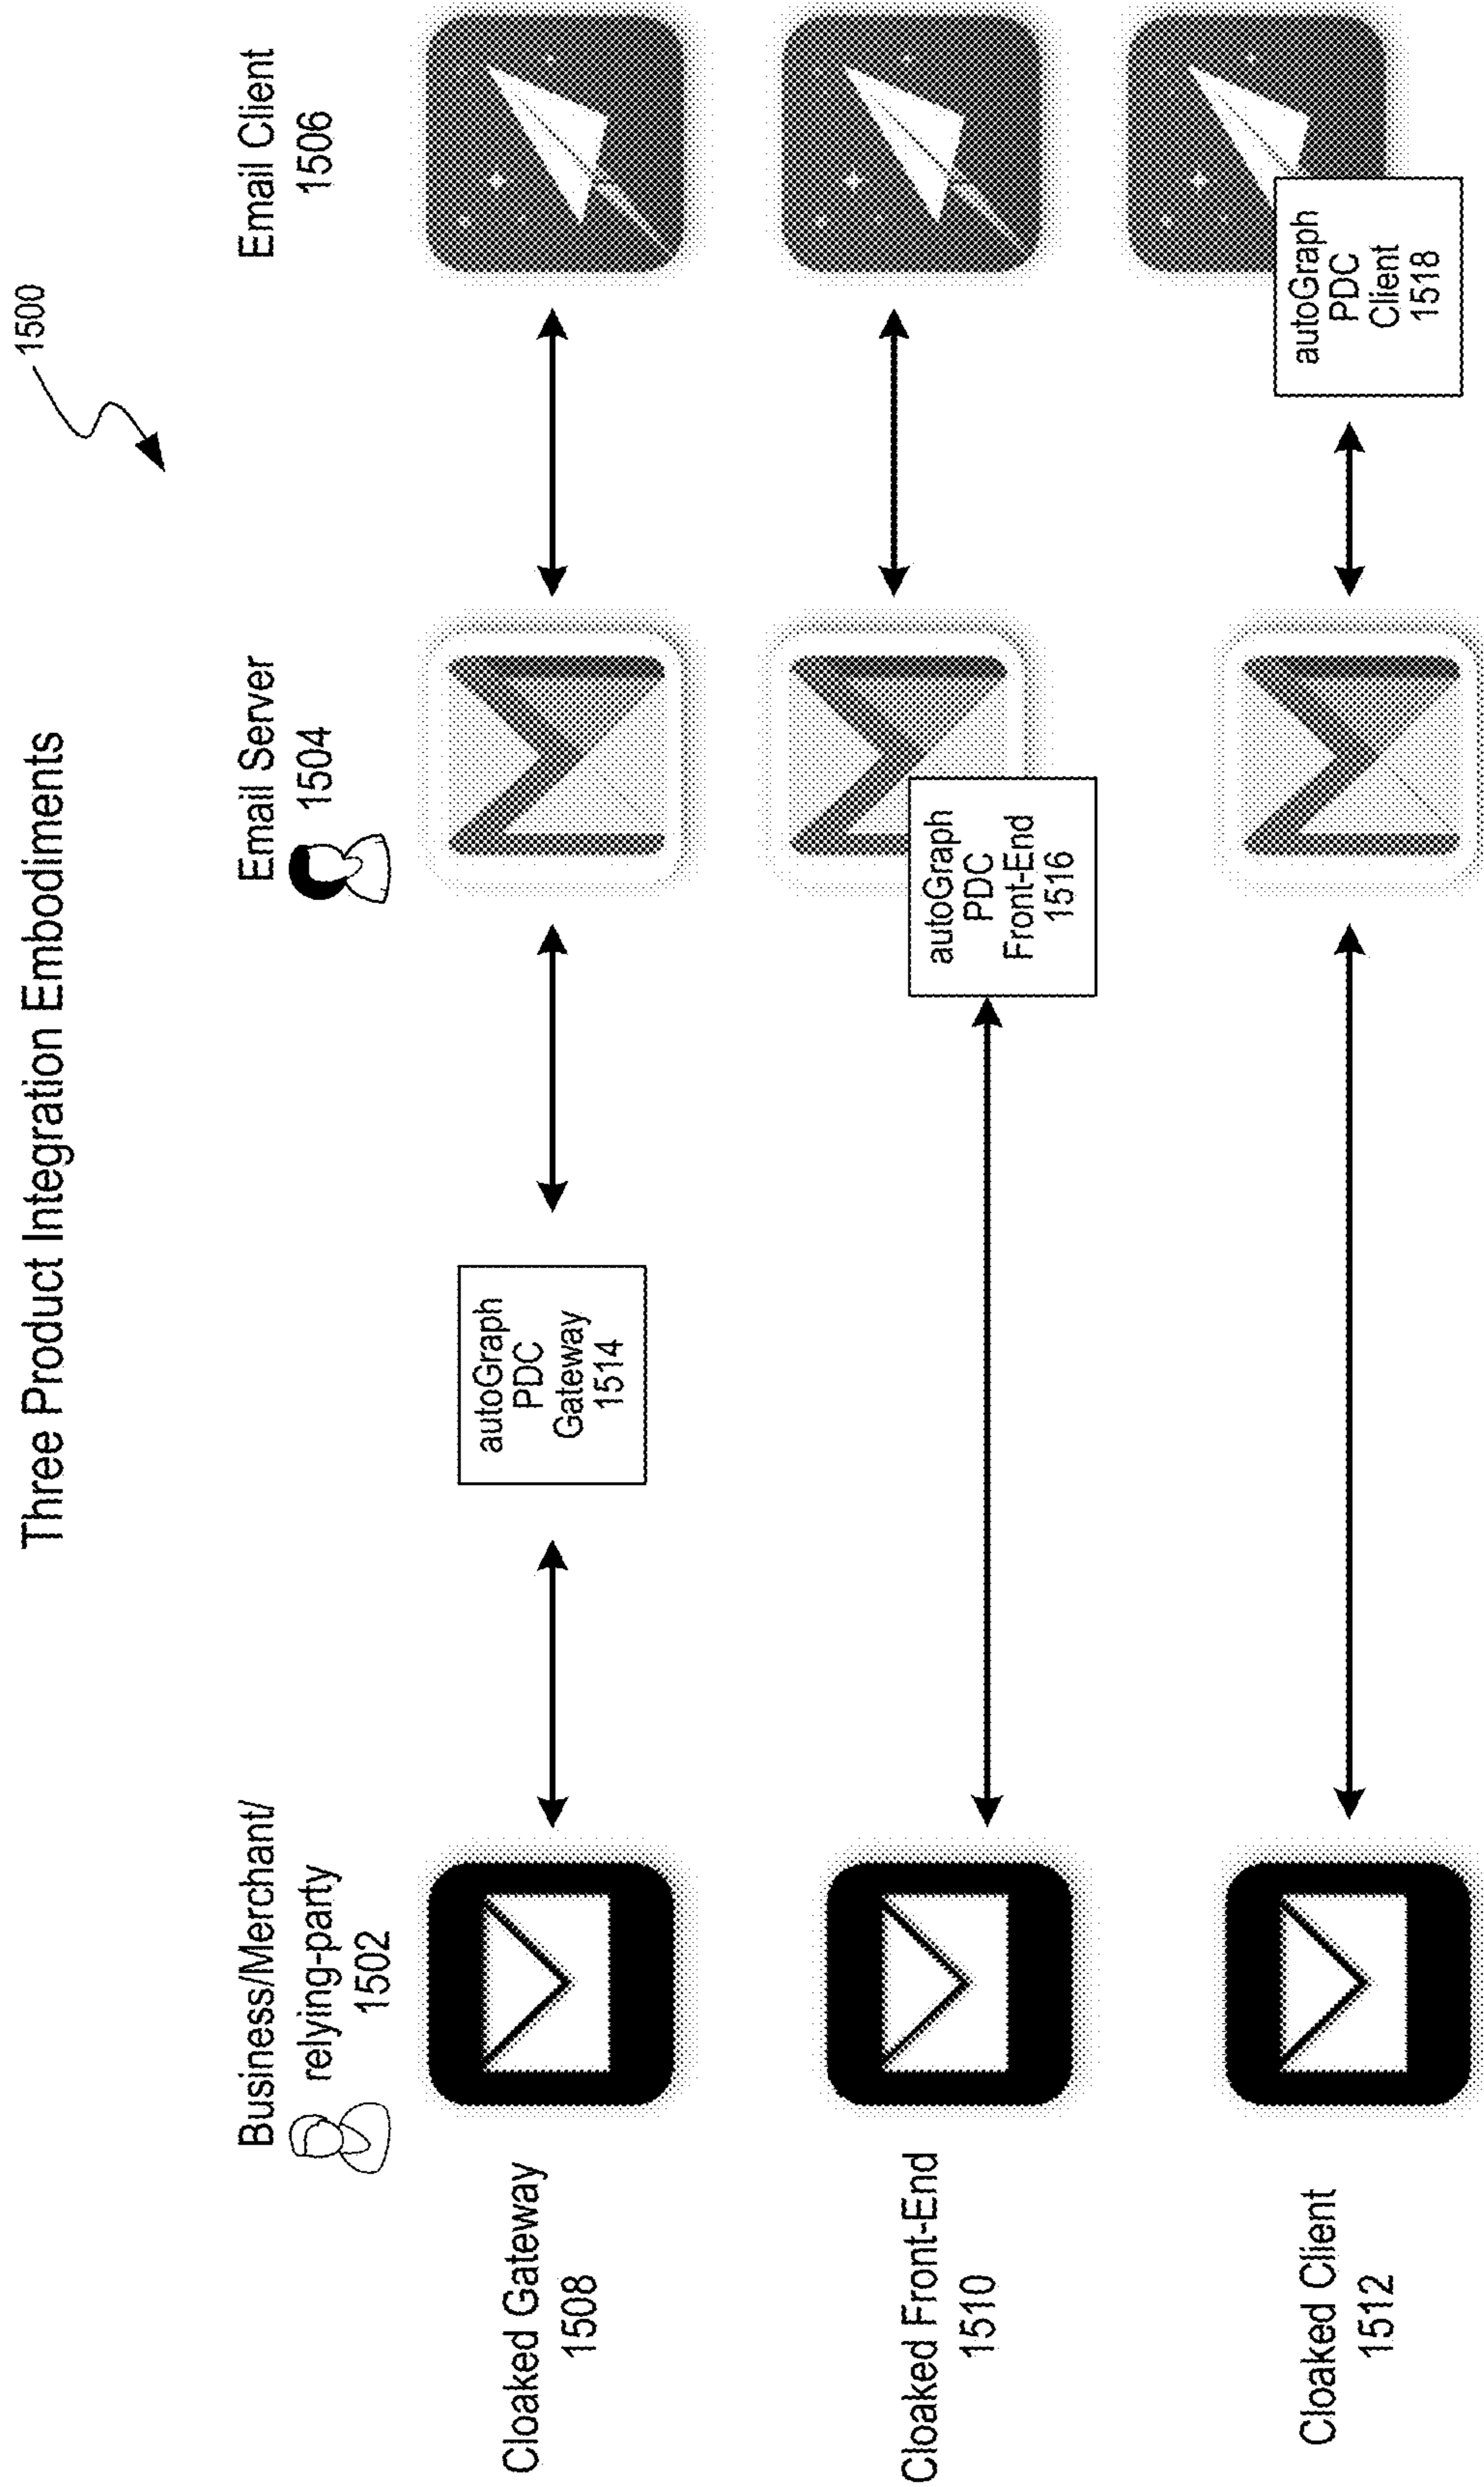 Three Product Integration Embodiments
1500
Business/Merchant/
relying-party
1502
Email Server
1504
Email Client
1506
Cloaked Gateway
1508
autoGraph
PDC
Gateway
1514
Cloaked Front-End
1510
autoGraph
PDC
Front-End
1516
Cloaked Client
1512
autoGraph
PDC
Client
1518